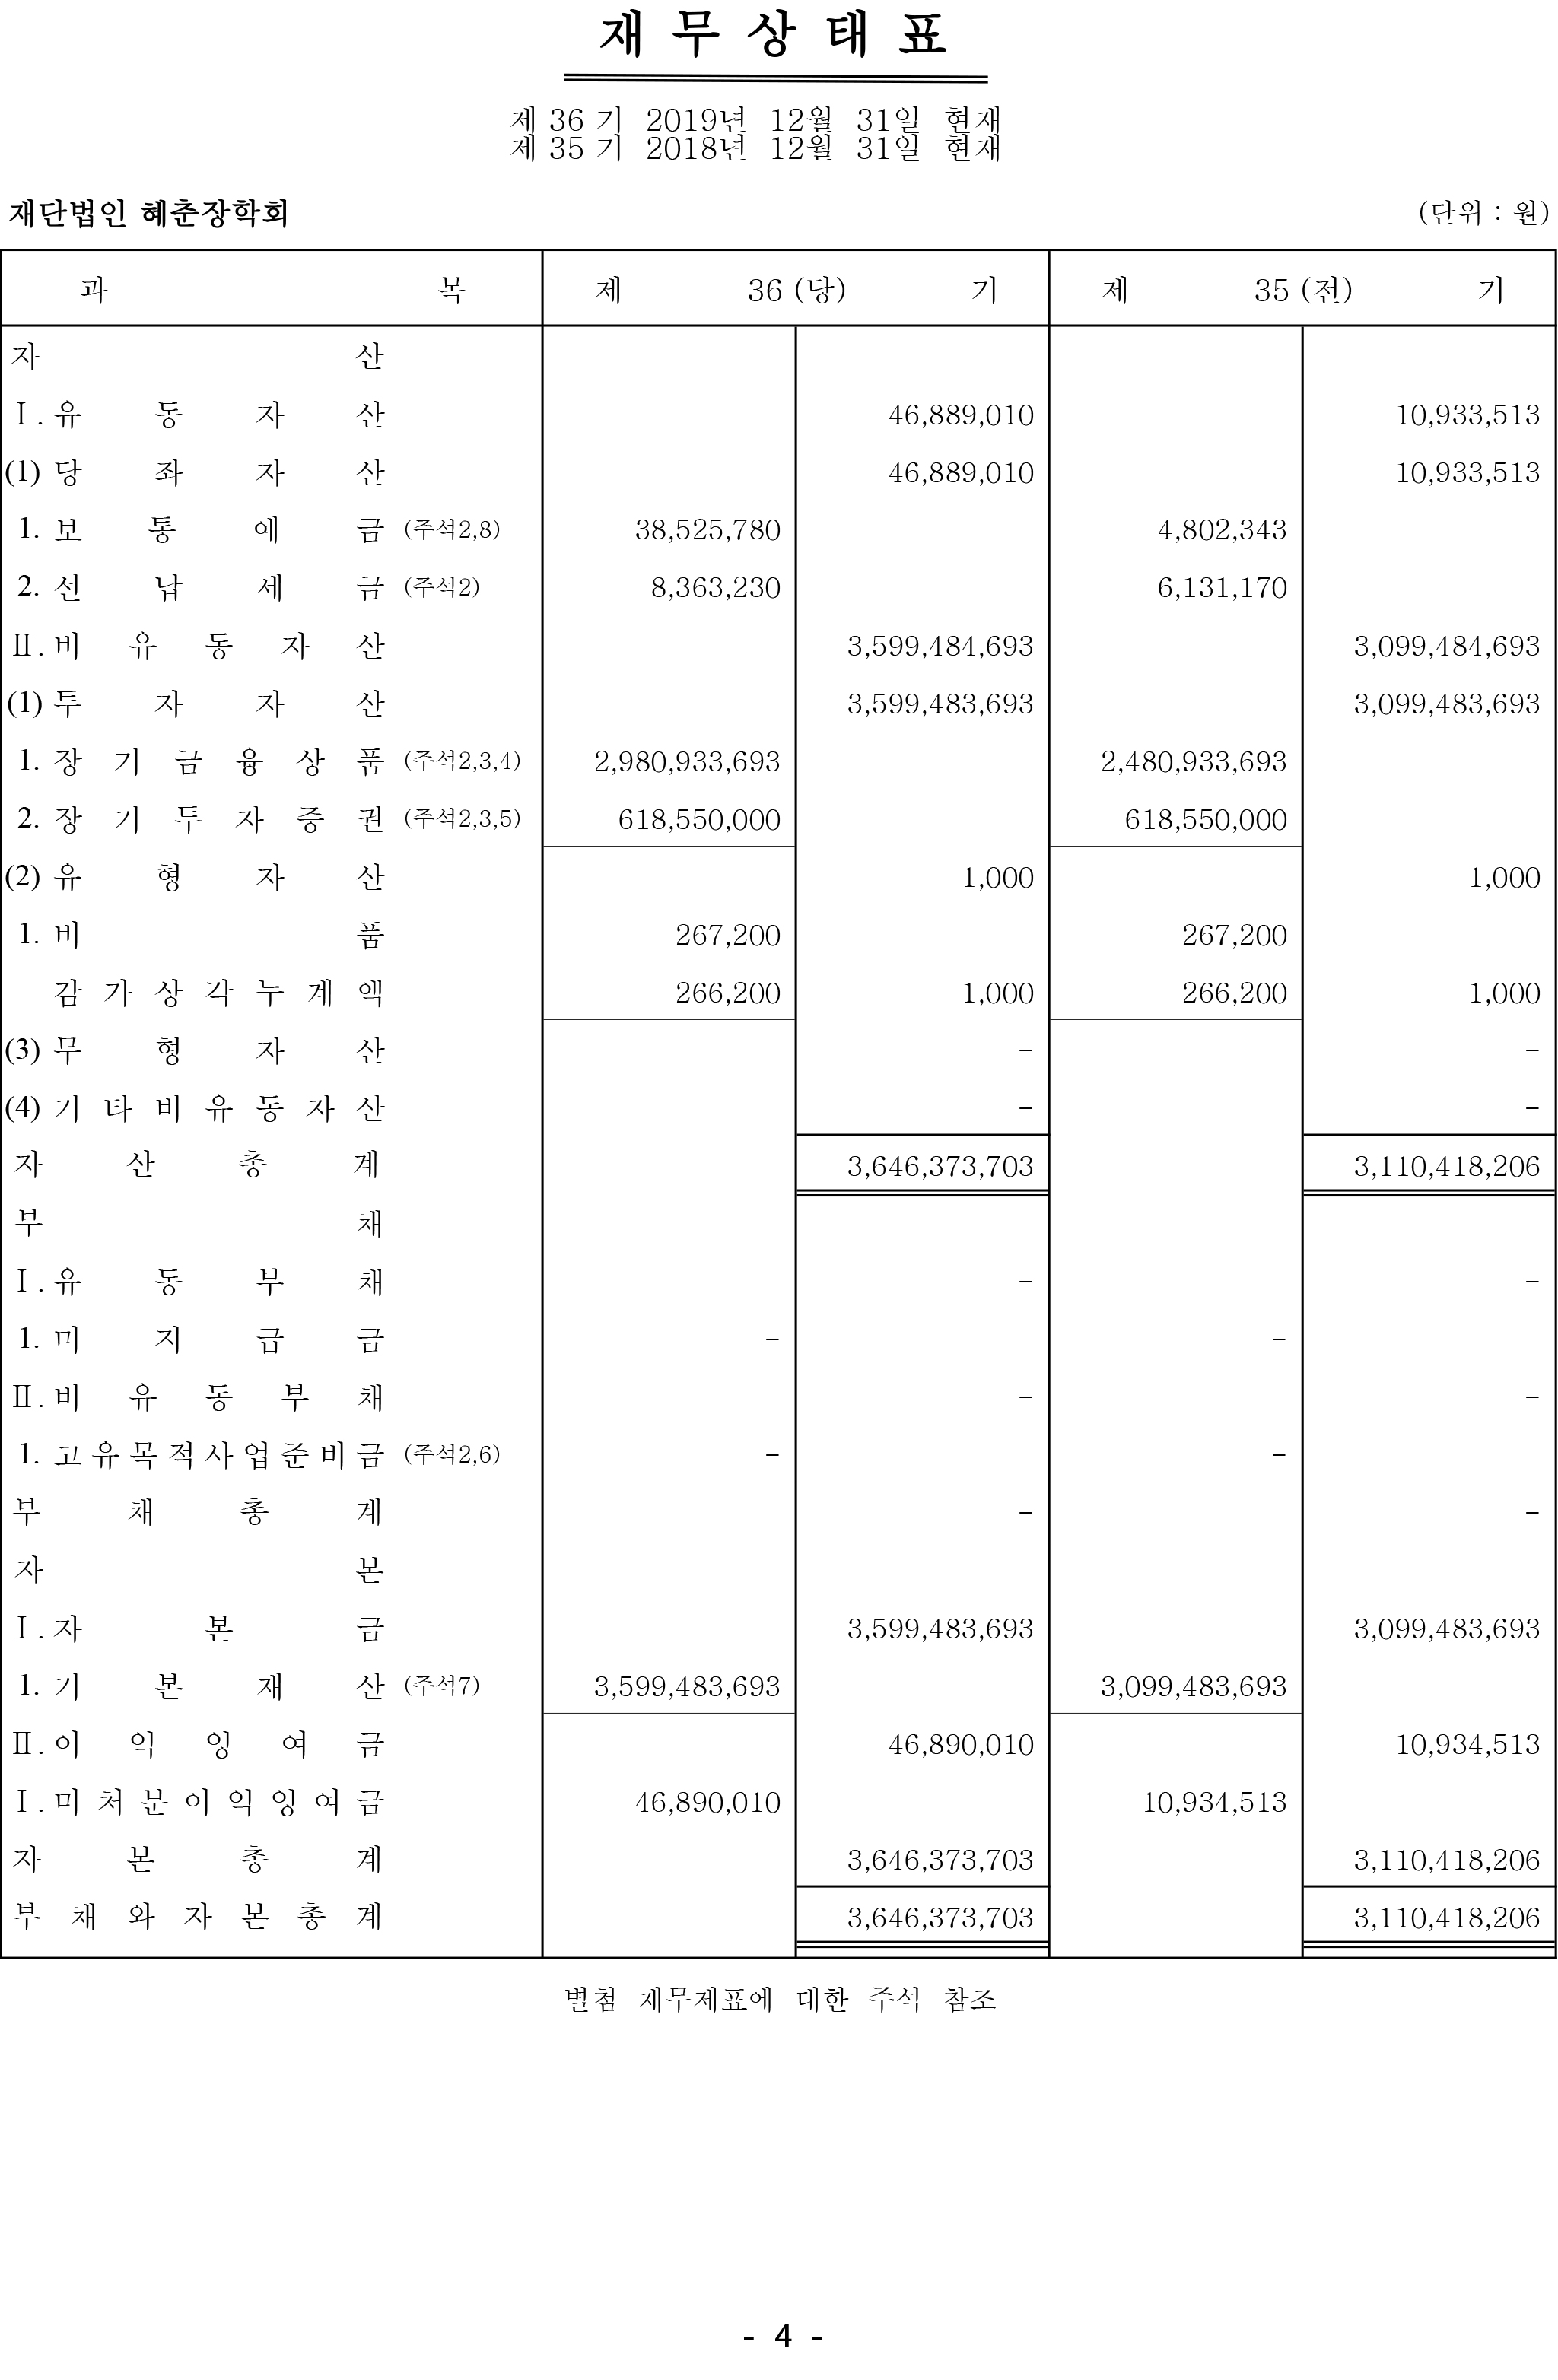 재 무 상 태 표
제 36 기 2019년 12월 31일 현재
제 35 기 2018년 12월 31일 현재
재단법인 혜춘장학회 (단위 : 원)
과 목 제 36 (당) 기 제 35 (전) 기
자 산
Ⅰ. 유 동 자 산 46,889,010 10,933,513
(1) 당 좌 자 산 46,889,010 10,933,513
1. 보 통 예 금 (주석2,8) 38,525,780 4,802,343
2. 선 납 세 금 (주석2) 8,363,230 6,131,170
Ⅱ. 비 유 동 자 산 3,599,484,693 3,099,484,693
(1) 투 자 자 산 3,599,483,693 3,099,483,693
1. 장 기 금 융 상 품 (주석2,3,4) 2,980,933,693 2,480,933,693
2. 장 기 투 자 증 권 (주석2,3,5) 618,550,000 618,550,000
(2) 유 형 자 산 1,000 1,000
1. 비 품 267,200 267,200
감 가 상 각 누 계 액 266,200 1,000 266,200 1,000
(3) 무 형 자 산 - -
(4) 기 타 비 유 동 자 산 - -
자 산 총 계 3,646,373,703 3,110,418,206
부 채
Ⅰ. 유 동 부 채 - -
1. 미 지 급 금 - -
Ⅱ. 비 유 동 부 채 - -
1. 고 유 목 적 사 업 준 비 금 (주석2,6) - -
부 채 총 계 - -
자 본
Ⅰ. 자 본 금 3,599,483,693 3,099,483,693
1. 기 본 재 산 (주석7) 3,599,483,693 3,099,483,693
Ⅱ. 이 익 잉 여 금 46,890,010 10,934,513
Ⅰ. 미 처 분 이 익 잉 여 금 46,890,010 10,934,513
자 본 총 계 3,646,373,703 3,110,418,206
부 채 와 자 본 총 계 3,646,373,703 3,110,418,206
별첨 재무제표에 대한 주석 참조
- 4 -